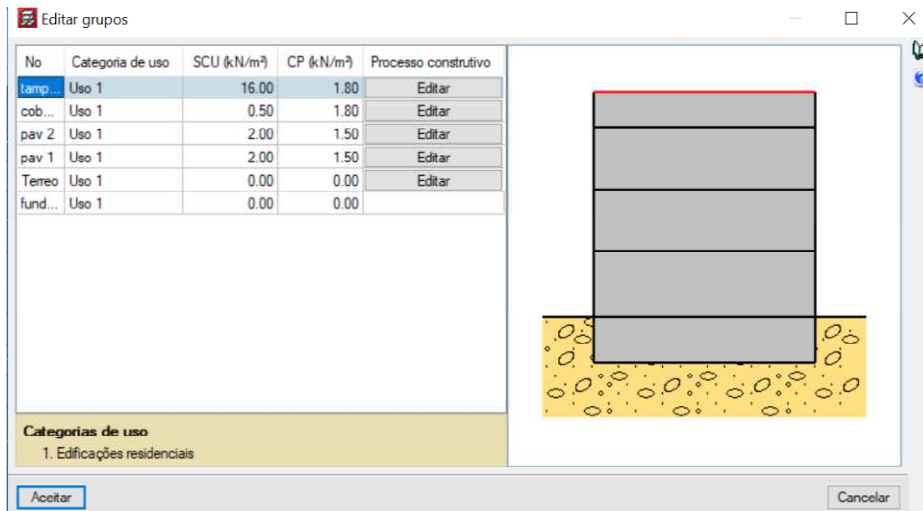 Editar grupos
No Categoria de uso SCU (kN/m²) CP (kN/m²) Processo construtivo
tamp... Uso 1 16.00 1.80 Editar
cob... Uso 1 0.50 1.80 Editar
pav 2 Uso 1 2.00 1.50 Editar
pav 1 Uso 1 2.00 1.50 Editar
Terreo Uso 1 0.00 0.00 Editar
fund... Uso 1 0.00 0.00
Categorias de uso
1. Edificações residenciais
Aceitar Cancelar